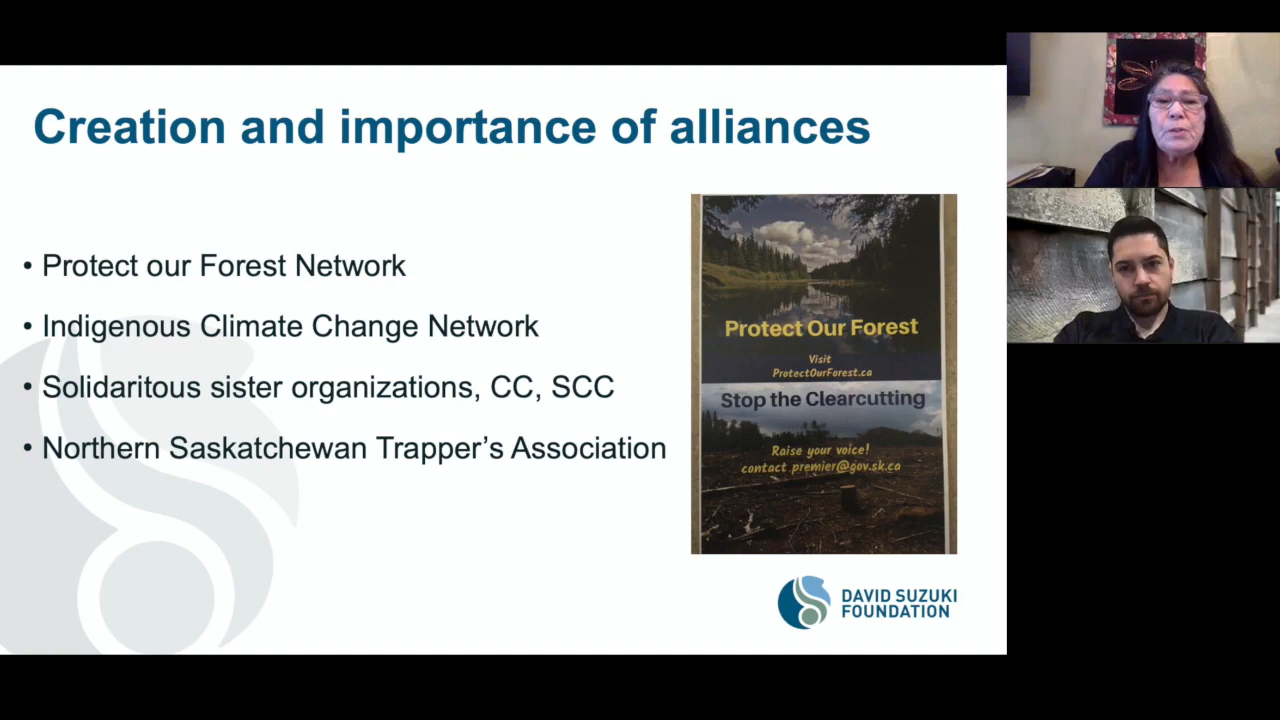 Creation and importance of alliances
• Protect our Forest Network
• Indigenous Climate Change Network
• Solidaritous sister organizations, CC, SCC
• Northern Saskatchewan Trapper's Association
Protect Our Forest
Visit
ProtectOurForest.ca
Stop the Clearcutting
Raise your voice!
contact premier@gov.sk.ca
DAVID SUZUKI
FOUNDATION